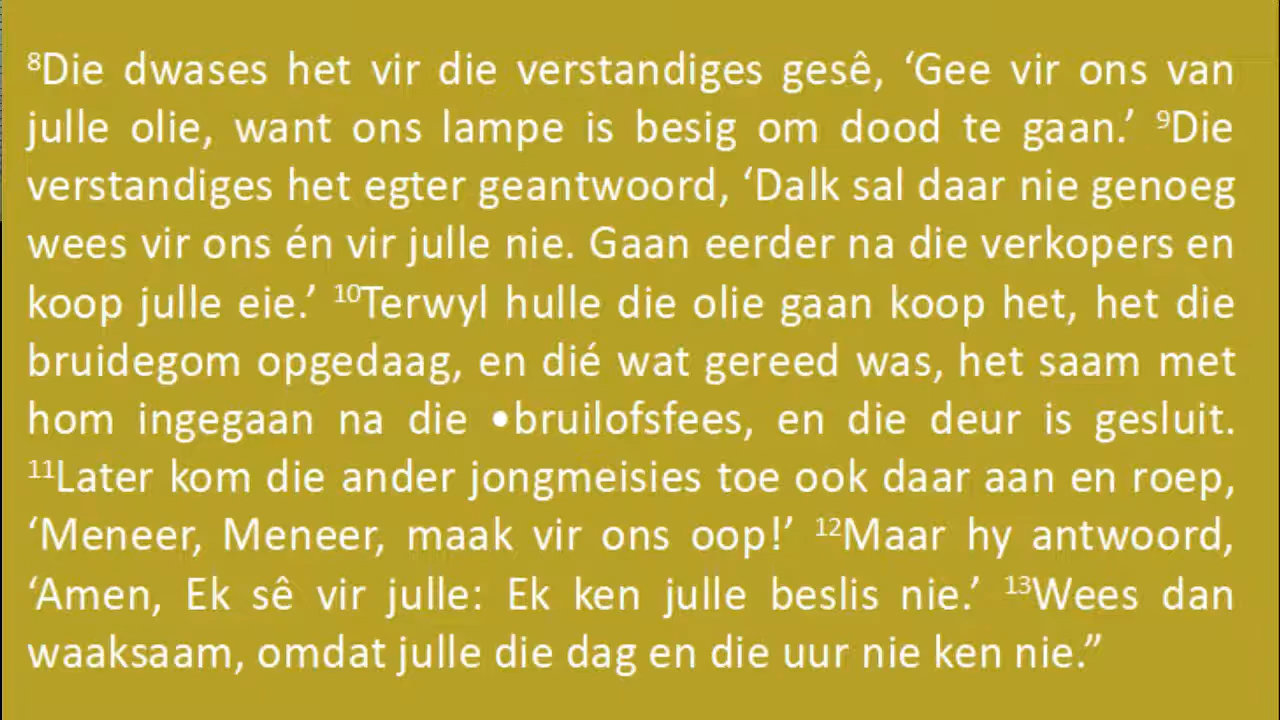 ⁸Die dwases het vir die verstandiges gesê, ‘Gee vir ons van
julle olie, want ons lampe is besig om dood te gaan.’ ⁹Die
verstandiges het egter geantwoord, ‘Dalk sal daar nie genoeg
wees vir ons én vir julle nie. Gaan eerder na die verkopers en
koop julle eie.’ ¹⁰Terwyl hulle die olie gaan koop het, het die
bruidegom opgedaag, en dié wat gereed was, het saam met
hom ingegaan na die •bruilofsfees, en die deur is gesluit.
¹¹Later kom die ander jongmeisies toe ook daar aan en roep,
‘Meneer, Meneer, maak vir ons oop!’ ¹²Maar hy antwoord,
‘Amen, Ek sê vir julle: Ek ken julle beslis nie.’ ¹³Wees dan
waaksaam, omdat julle die dag en die uur nie ken nie.”